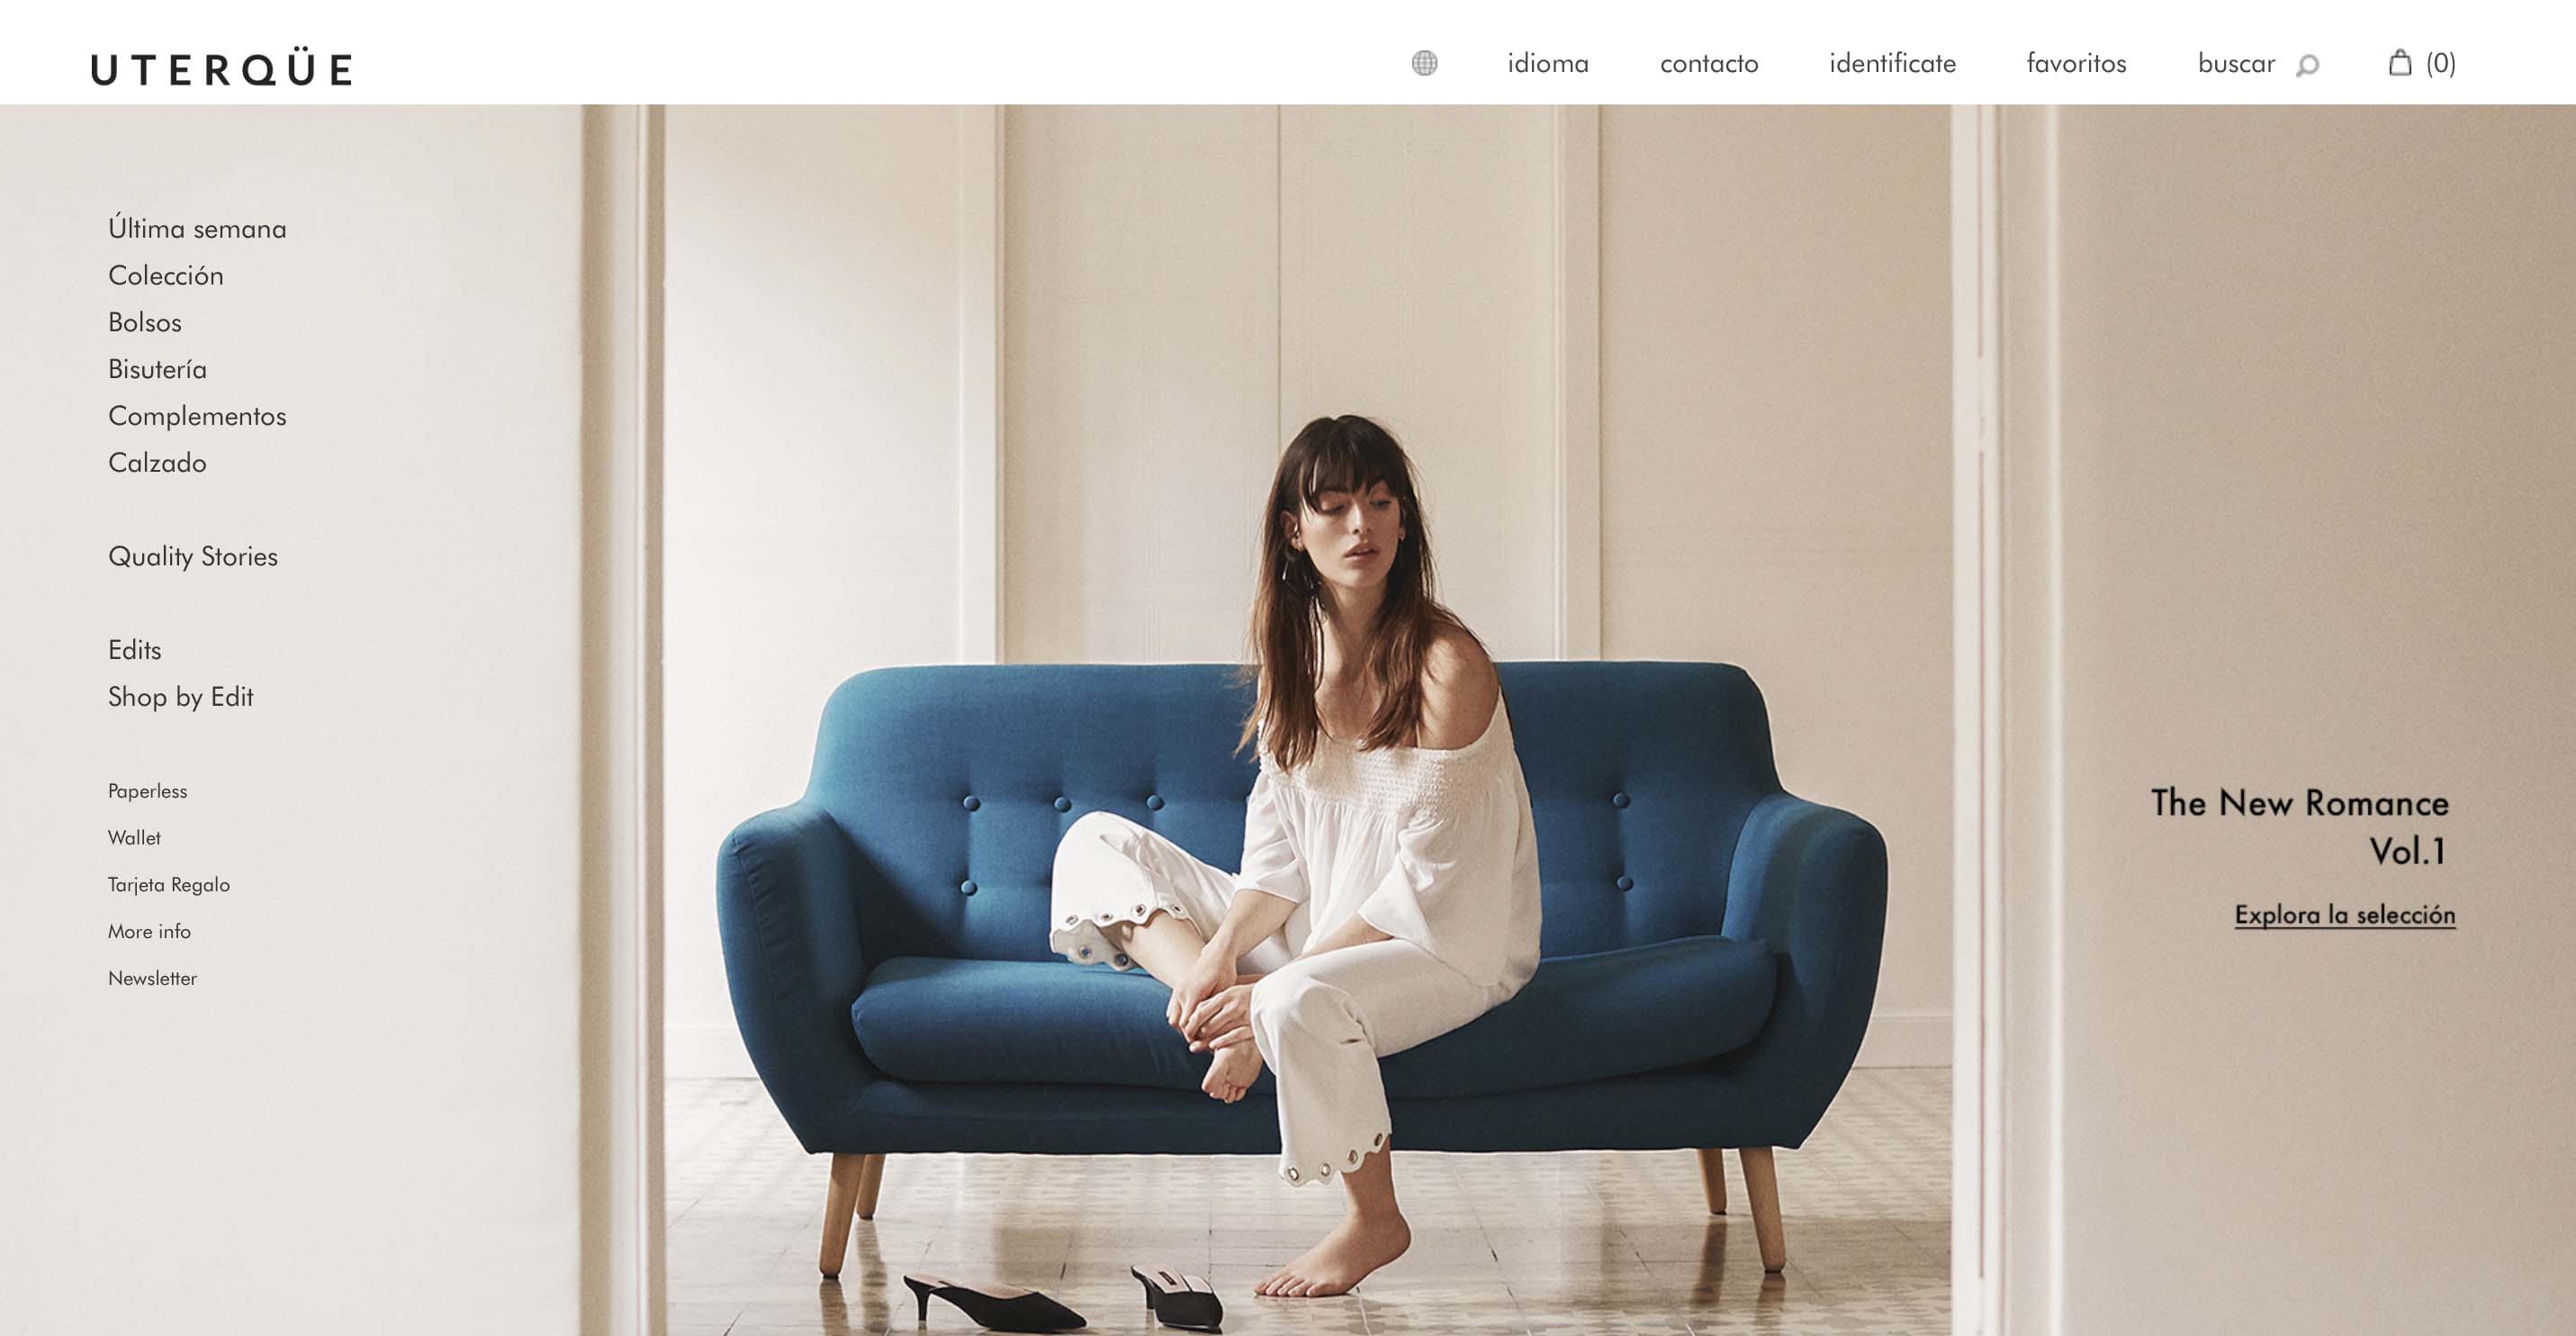 UTERQÜE
idioma
contacto
identificate
favoritos
buscar
(0)
Última semana
Colección
Bolsos
Bisutería
Complementos
Calzado
Quality Stories
Edits
Shop by Edit
Paperless
Wallet
Tarjeta Regalo
More info
Newsletter
The New Romance
Vol.1
Explora la selección